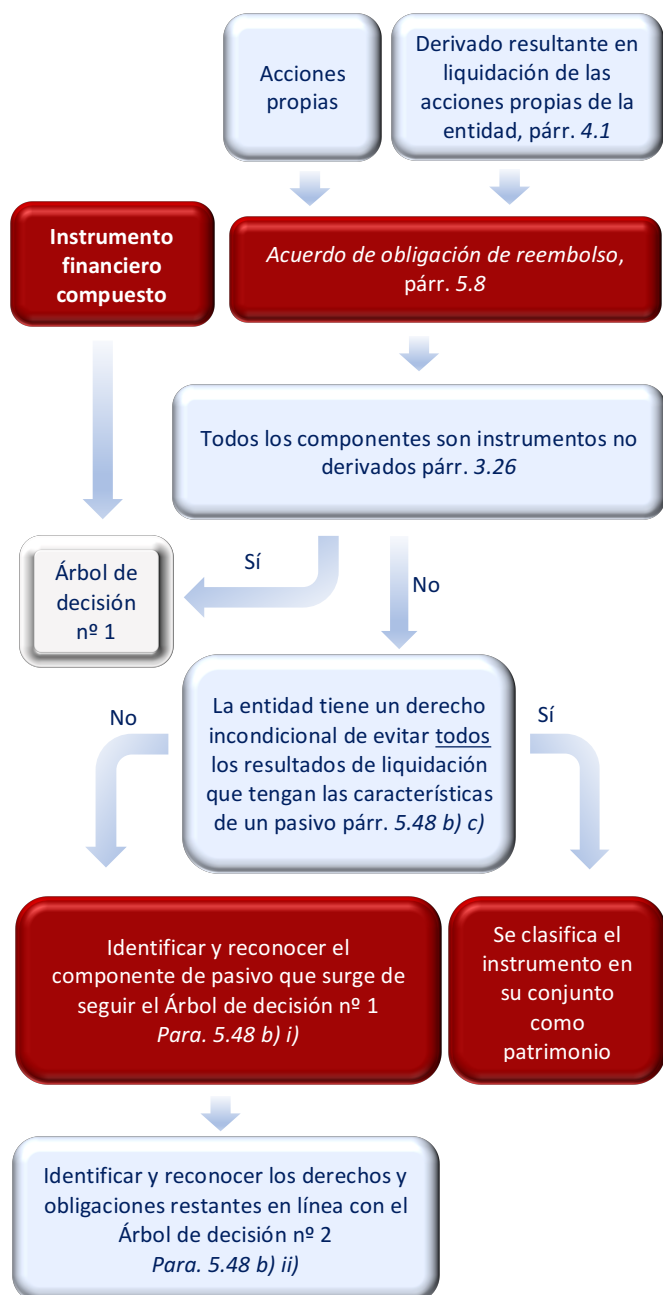 Acciones
propias
Derivado resultante en
liquidación de las
acciones propias de la
entidad, párr. 4.1
Instrumento
financiero
compuesto
Acuerdo de obligación de reembolso,
párr. 5.8
Todos los componentes son instrumentos no
derivados párr. 3.26
Árbol de
decisión
nº 1
Sí
No
No
La entidad tiene un derecho
incondicional de evitar todos
los resultados de liquidación
que tengan las características
de un pasivo párr. 5.48 b) c)
Sí
Identificar y reconocer el
componente de pasivo que surge de
seguir el Árbol de decisión nº 1
Para. 5.48 b) i)
Se clasifica el
instrumento en
su conjunto
como
patrimonio
Identificar y reconocer los derechos y
obligaciones restantes en línea con el
Árbol de decisión nº 2
Para. 5.48 b) ii)